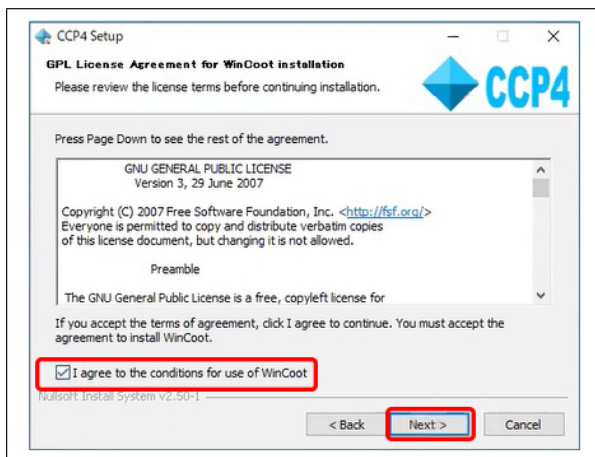 CCP4 Setup
GPL License Agreement for WinCoot installation
Please review the license terms before continuing installation.
CCP4
Press Page Down to see the rest of the agreement.
GNU GENERAL PUBLIC LICENSE
Version 3, 29 June 2007
Copyright (C) 2007 Free Software Foundation, Inc. <http://fsf.org/>
Everyone is permitted to copy and distribute verbatim copies
of this license document, but changing it is not allowed.
Preamble
The GNU General Public License is a free, copyleft license for
If you accept the terms of agreement, click I agree to continue. You must accept the
agreement to install WinCoot.
I agree to the conditions for use of WinCoot
Nullsoft Install System v2.50-1
< Back Next > Cancel